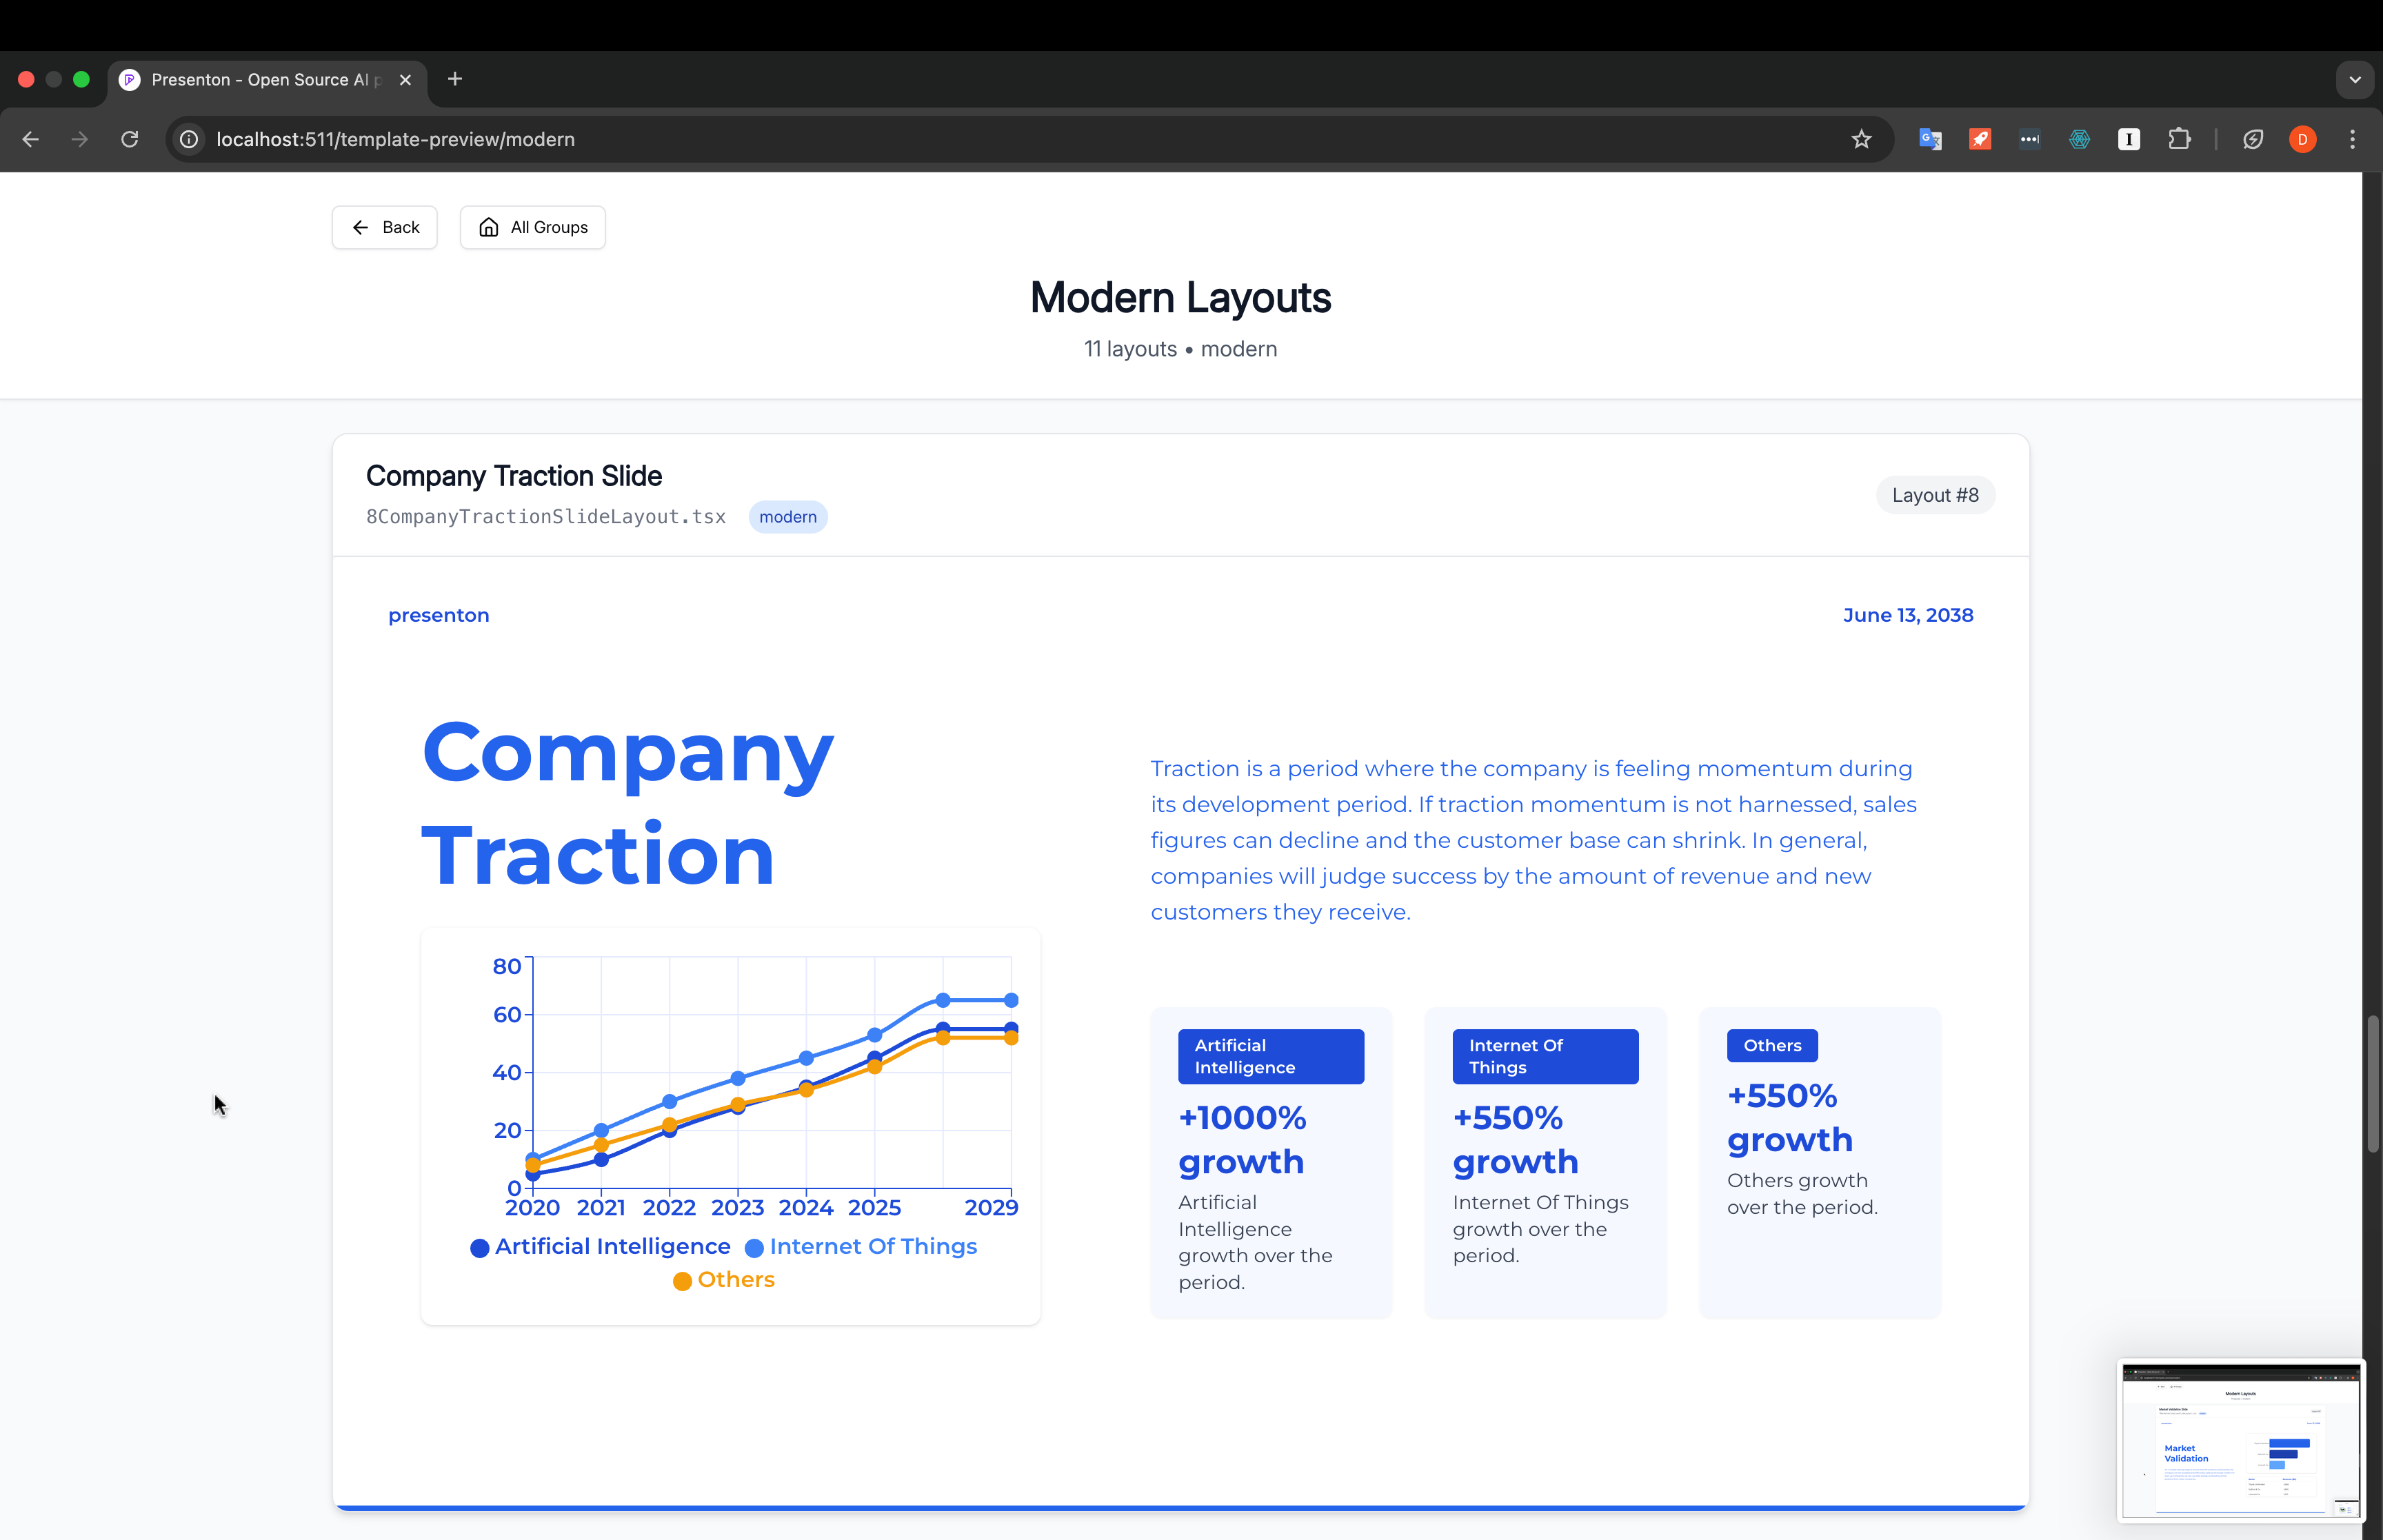 Presenton - Open Source AI p
localhost:511/template-preview/modern
D
Back
All Groups
Modern Layouts
11 layouts • modern
Company Traction Slide
8CompanyTractionSlideLayout.tsx
modern
Layout #8
presenton
June 13, 2038
Company
Traction
Traction is a period where the company is feeling momentum during
its development period. If traction momentum is not harnessed, sales
figures can decline and the customer base can shrink. In general,
companies will judge success by the amount of revenue and new
customers they receive.
80
60
40
20
0
2020 2021 2022 2023 2024 2025 2029
Artificial Intelligence Internet Of Things
Others
Artificial
Intelligence
+1000%
growth
Artificial
Intelligence
growth over the
period.
Internet Of
Things
+550%
growth
Internet Of Things
growth over the
period.
Others
+550%
growth
Others growth
over the period.
Modern Layouts
Market
Validation